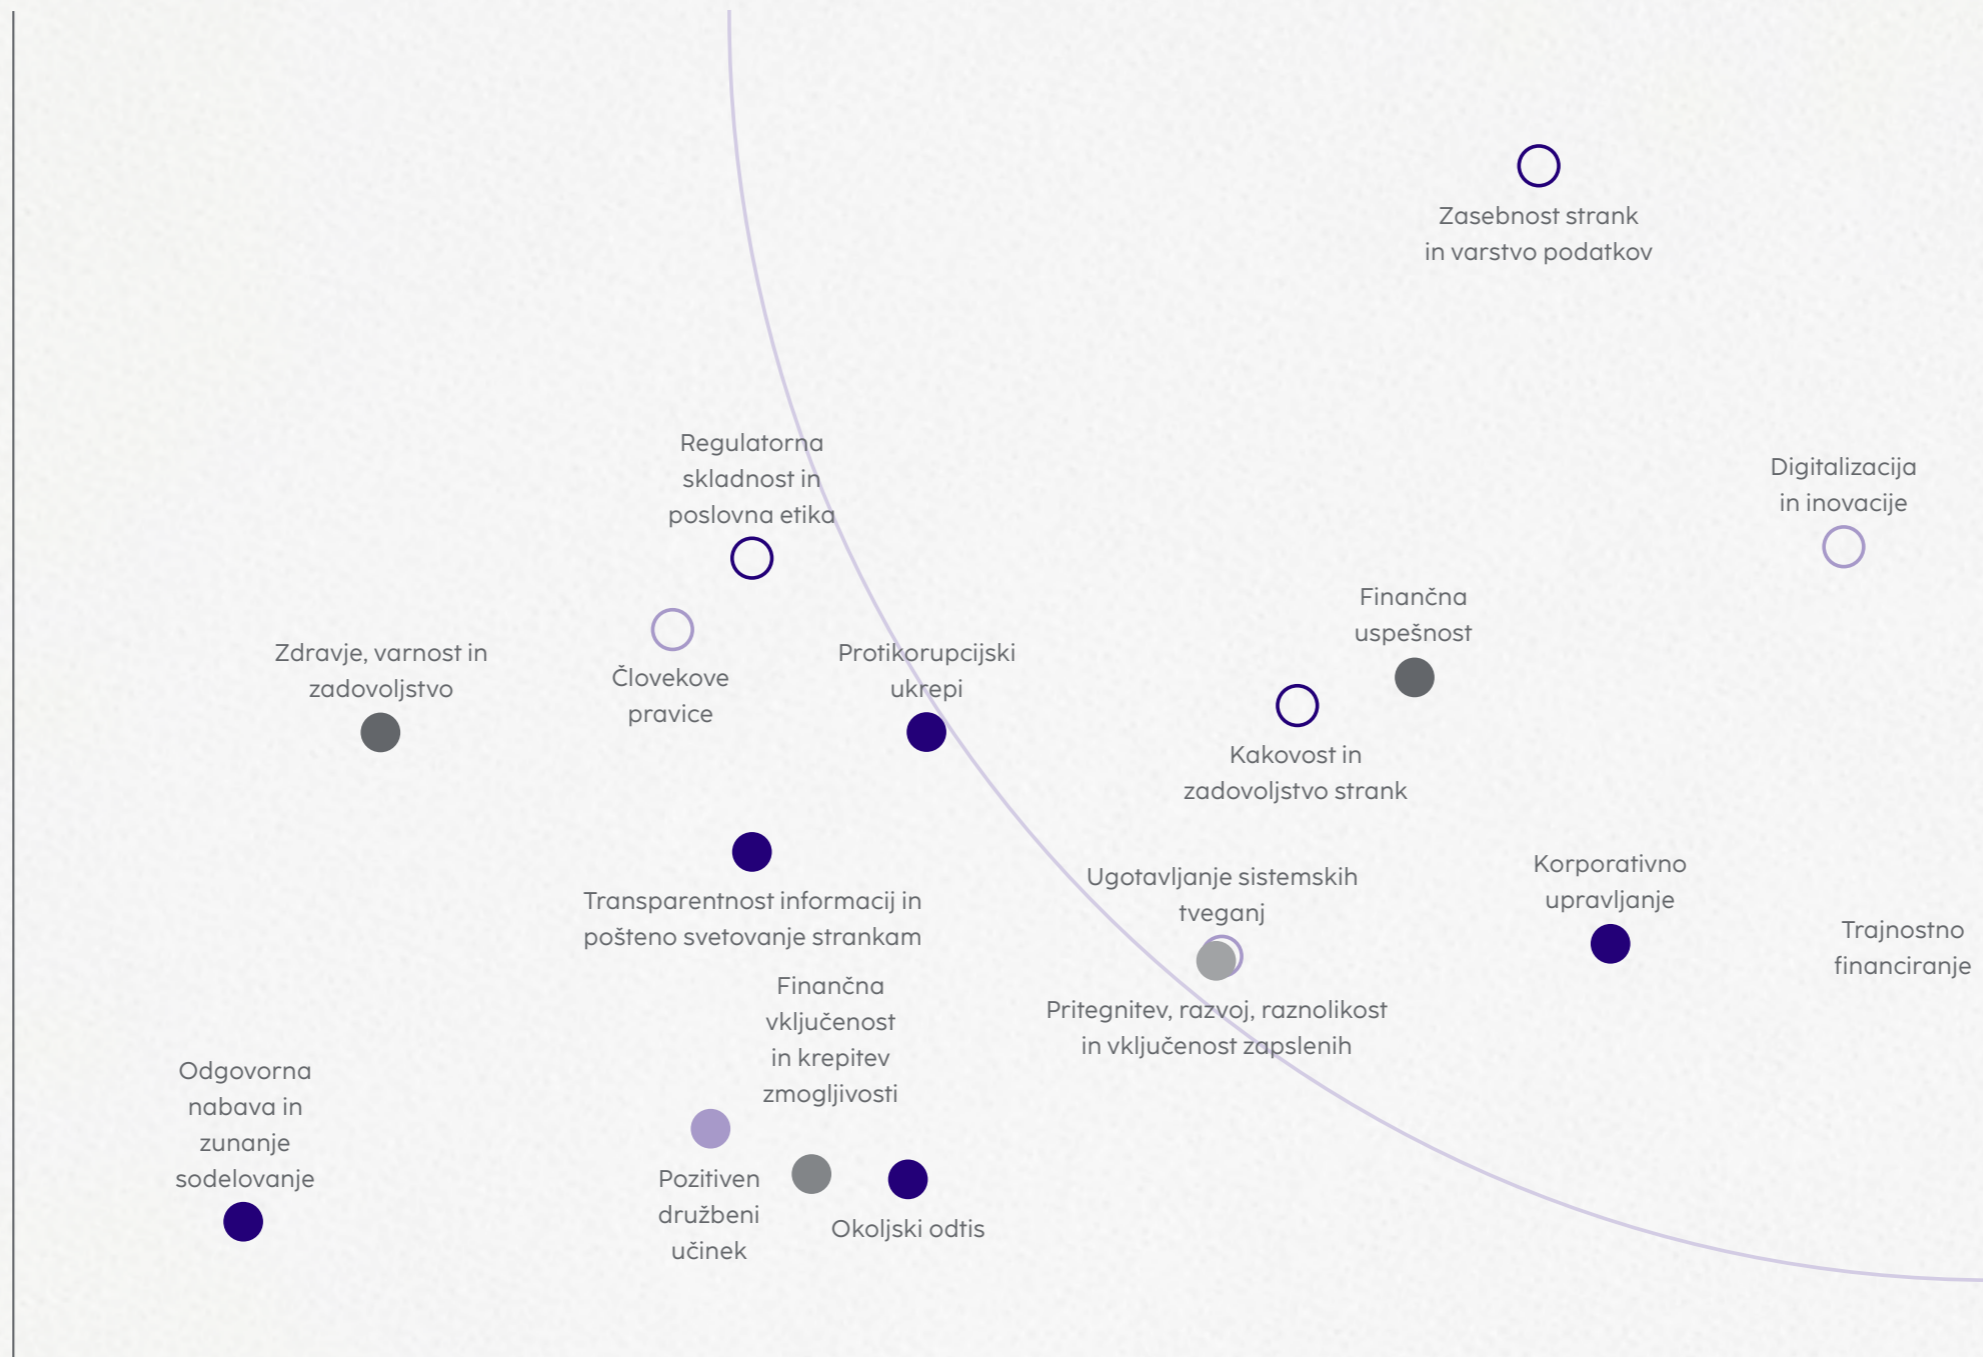 Zasebnost strank
in varstvo podatkov
Regulatorna
skladnost in
poslovna etika
Digitalizacija
in inovacije
Finančna
uspešnost
Zdravje, varnost in
zadovoljstvo
Človekove
pravice
Protikorupcijski
ukrepi
Kakovost in
zadovoljstvo strank
Ugotavljanje sistemskih
tveganj
Korporativno
upravljanje
Transparentnost informacij in
pošteno svetovanje strankam
Trajnostno
financiranje
Finančna
vključenost
in krepitev
zmogljivosti
Pritegnitev, razvoj, raznolikost
in vključenost zapslenih
Odgovorna
nabava in
zunanje
sodelovanje
Pozitiven
družbeni
učinek
Okoljski odtis